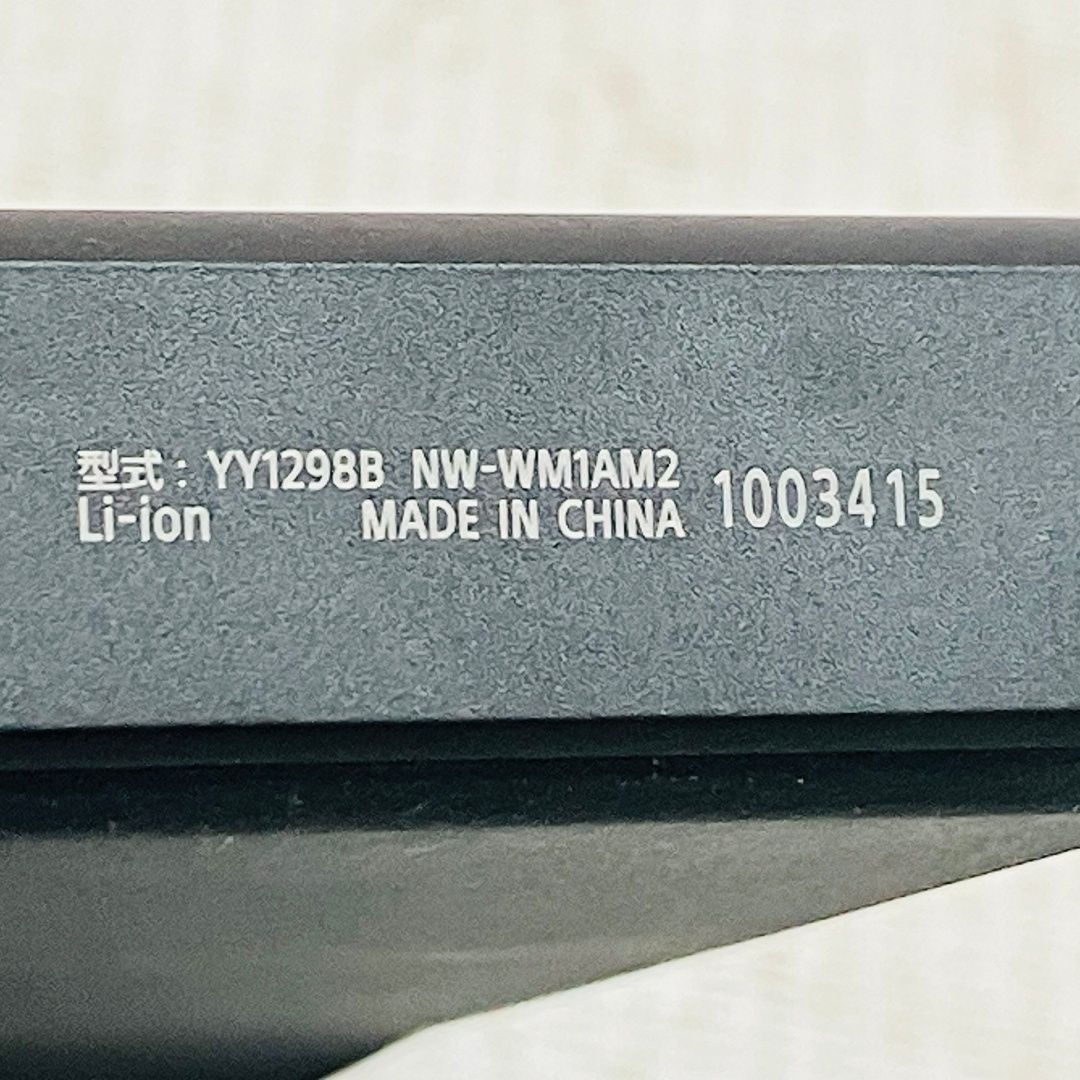 型式：YY1298B NW-WM1AM2 1003415
Li-ion MADE IN CHINA